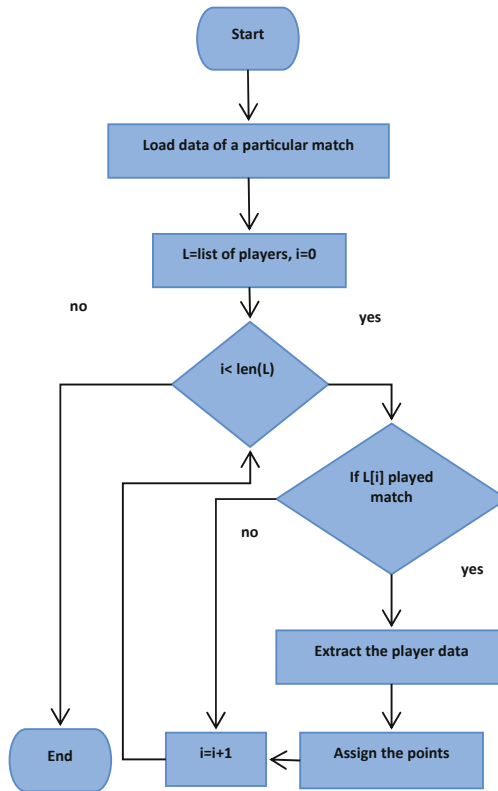 Start
Load data of a particular match
L=list of players, i=0
no
yes
i< len(L)
If L[i] played
match
no
yes
Extract the player data
End
i=i+1
Assign the points